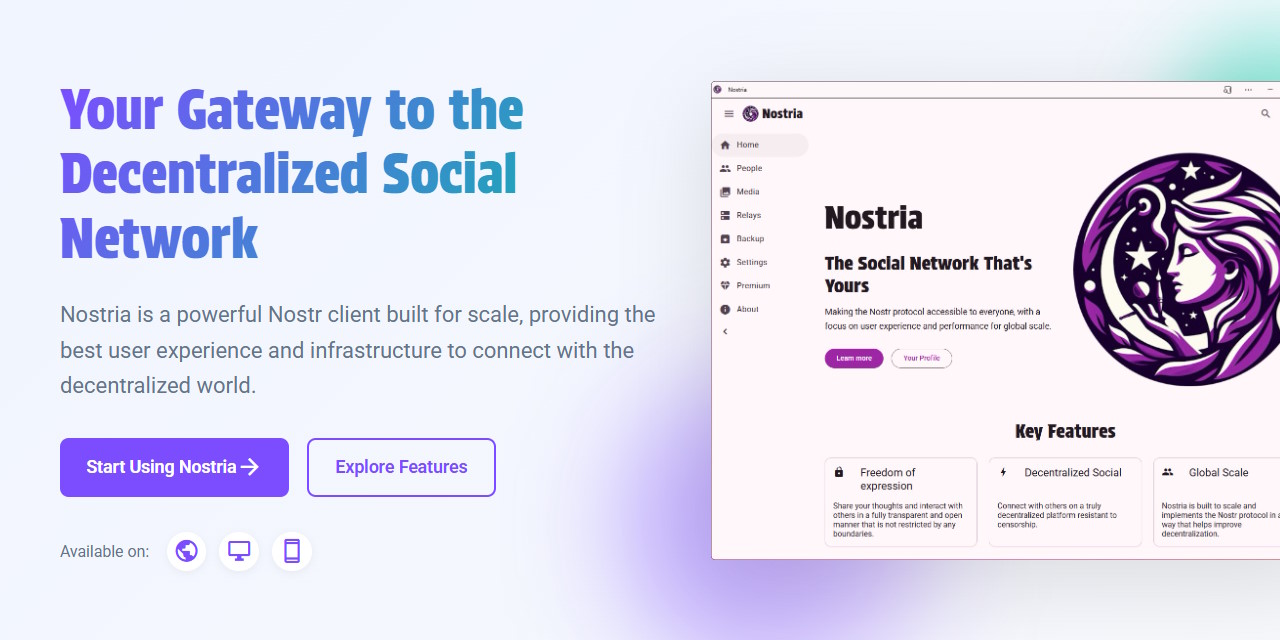 Your Gateway to the
Decentralized Social
Network
Nostria is a powerful Nostr client built for scale, providing the
best user experience and infrastructure to connect with the
decentralized world.
Start Using Nostria
Explore Features
Available on:
Nostria
Nostria
Home
People
Media
Relays
Backup
Settings
Premium
About
Nostria
The Social Network That's
Yours
Making the Nostr protocol accessible to everyone, with a
focus on user experience and performance for global scale.
Learn more
Your Profile
Key Features
Freedom of
expression
Share your thoughts and interact with
others in a fully transparent and open
manner that is not restricted by any
boundaries.
Decentralized Social
Connect with others on a truly
decentralized platform resistant to
censorship.
Global Scale
Nostria is built to scale and
implements the Nostr protocol in a
way that helps improve
decentralization.